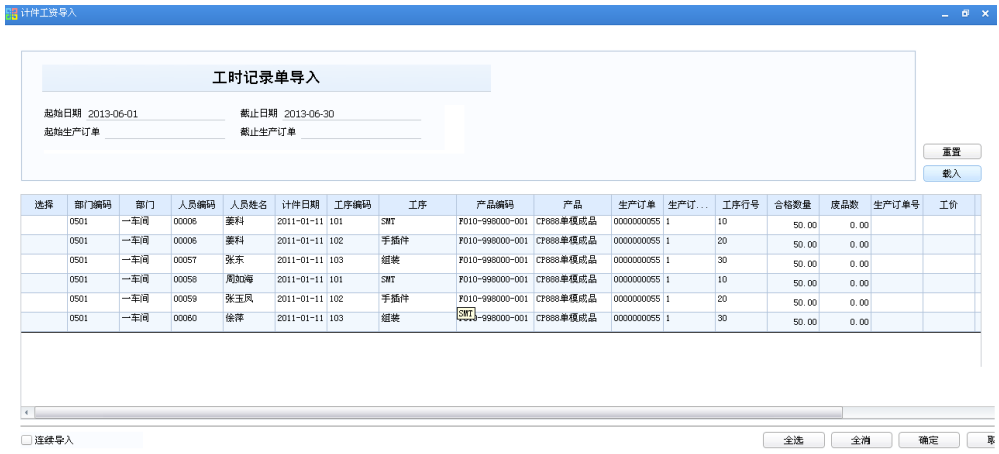 计件工资导入
工时记录单导入
起始日期 2013-06-01 截止日期 2013-06-30
起始生产订单 截止生产订单
重置
载入
选择 部门编码 部门 人员编码 人员姓名 计件日期 工序编码 工序 产品编码 产品 生产订单 生产订... 工序行号 合格数量 废品数 生产订单号 工价
0501 一车间 00006 姜科 2011-01-11 101 SMT F010-998000-001 CP888单模成品 0000000055 1 10 50.00 0.00
0501 一车间 00006 姜科 2011-01-11 102 手插件 F010-998000-001 CP888单模成品 0000000055 1 20 50.00 0.00
0501 一车间 00057 张东 2011-01-11 103 组装 F010-998000-001 CP888单模成品 0000000055 1 30 50.00 0.00
0501 一车间 00058 周如海 2011-01-11 101 SMT F010-998000-001 CP888单模成品 0000000055 1 10 50.00 0.00
0501 一车间 00059 张玉凤 2011-01-11 102 手插件 F010-998000-001 CP888单模成品 0000000055 1 20 50.00 0.00
SMT
0501 一车间 00060 徐萍 2011-01-11 103 组装 F010-998000-001 CP888单模成品 0000000055 1 30 50.00 0.00
连续导入 全选 全消 确定